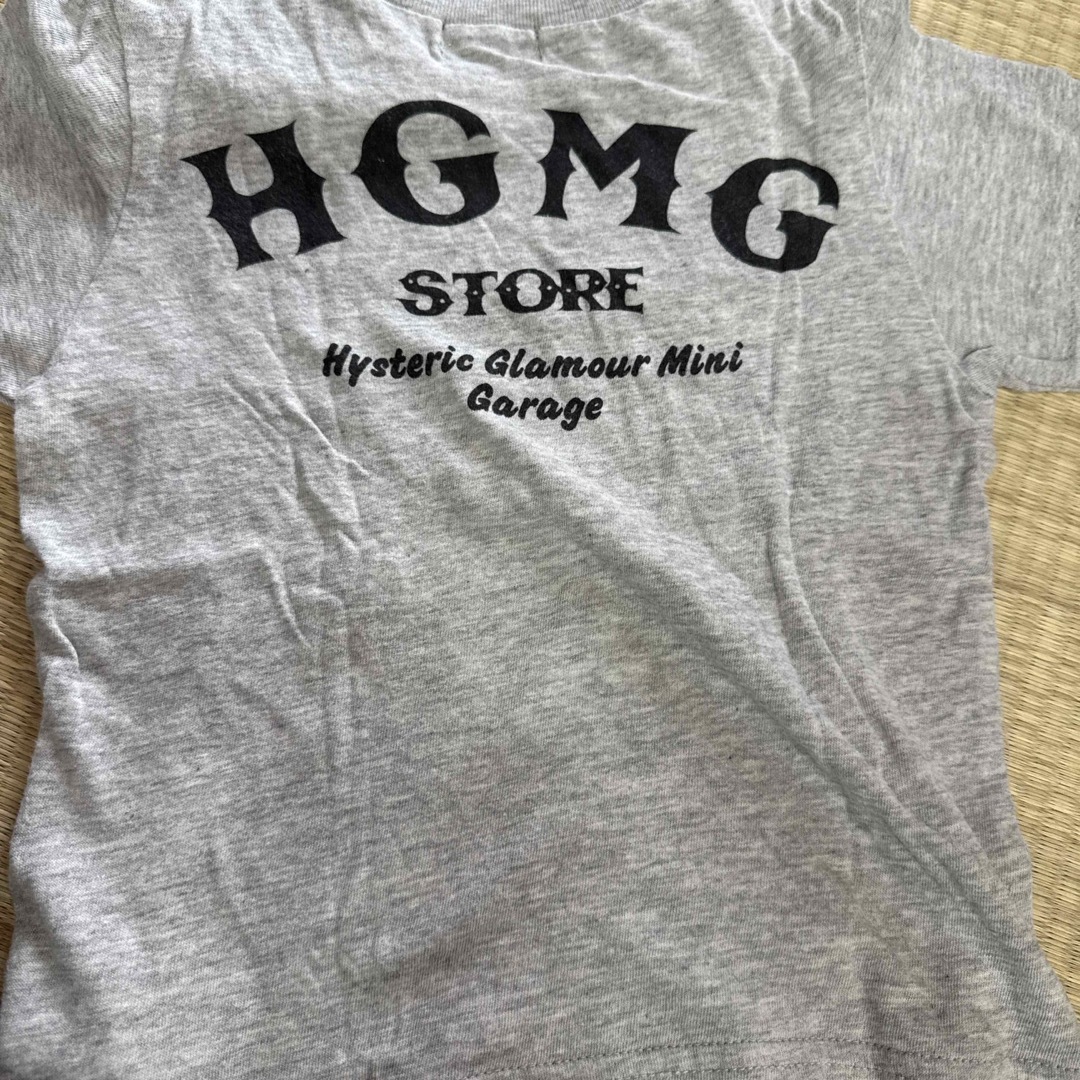 HGMG
STORE
Hysteric Glamour Mini
Garage